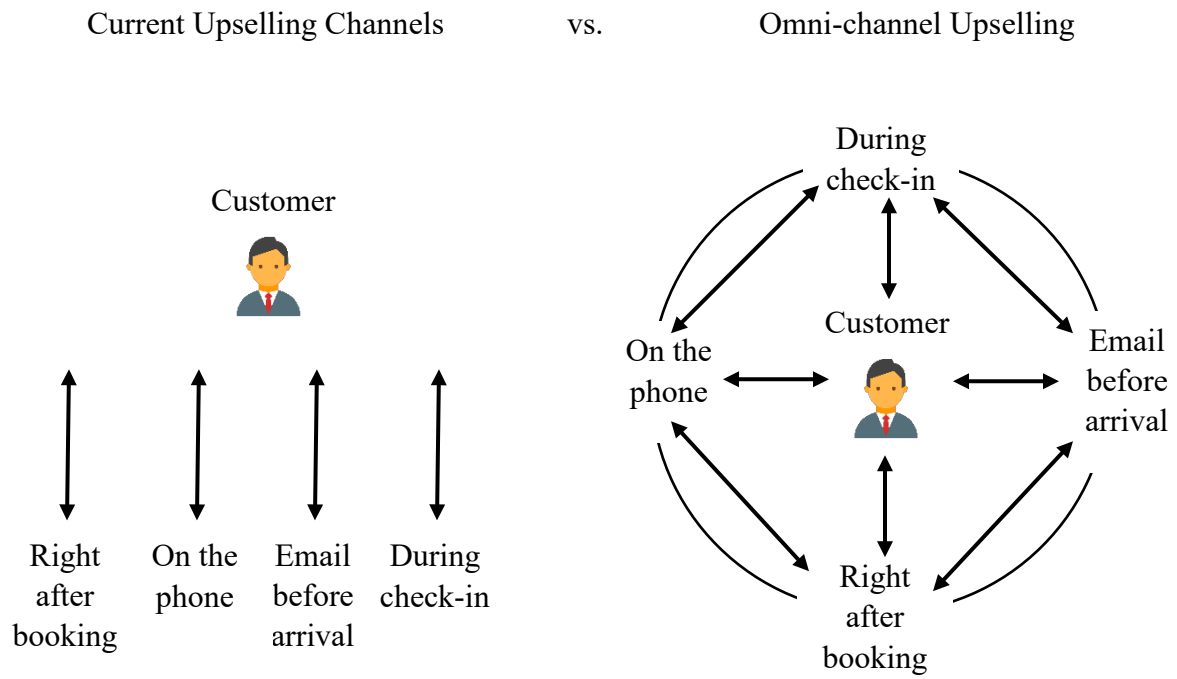 Current Upselling Channels
vs.
Omni-channel Upselling
Customer
Right
after
booking
On the
phone
Email
before
arrival
During
check-in
During
check-in
Customer
On the
phone
Email
before
arrival
Right
after
booking